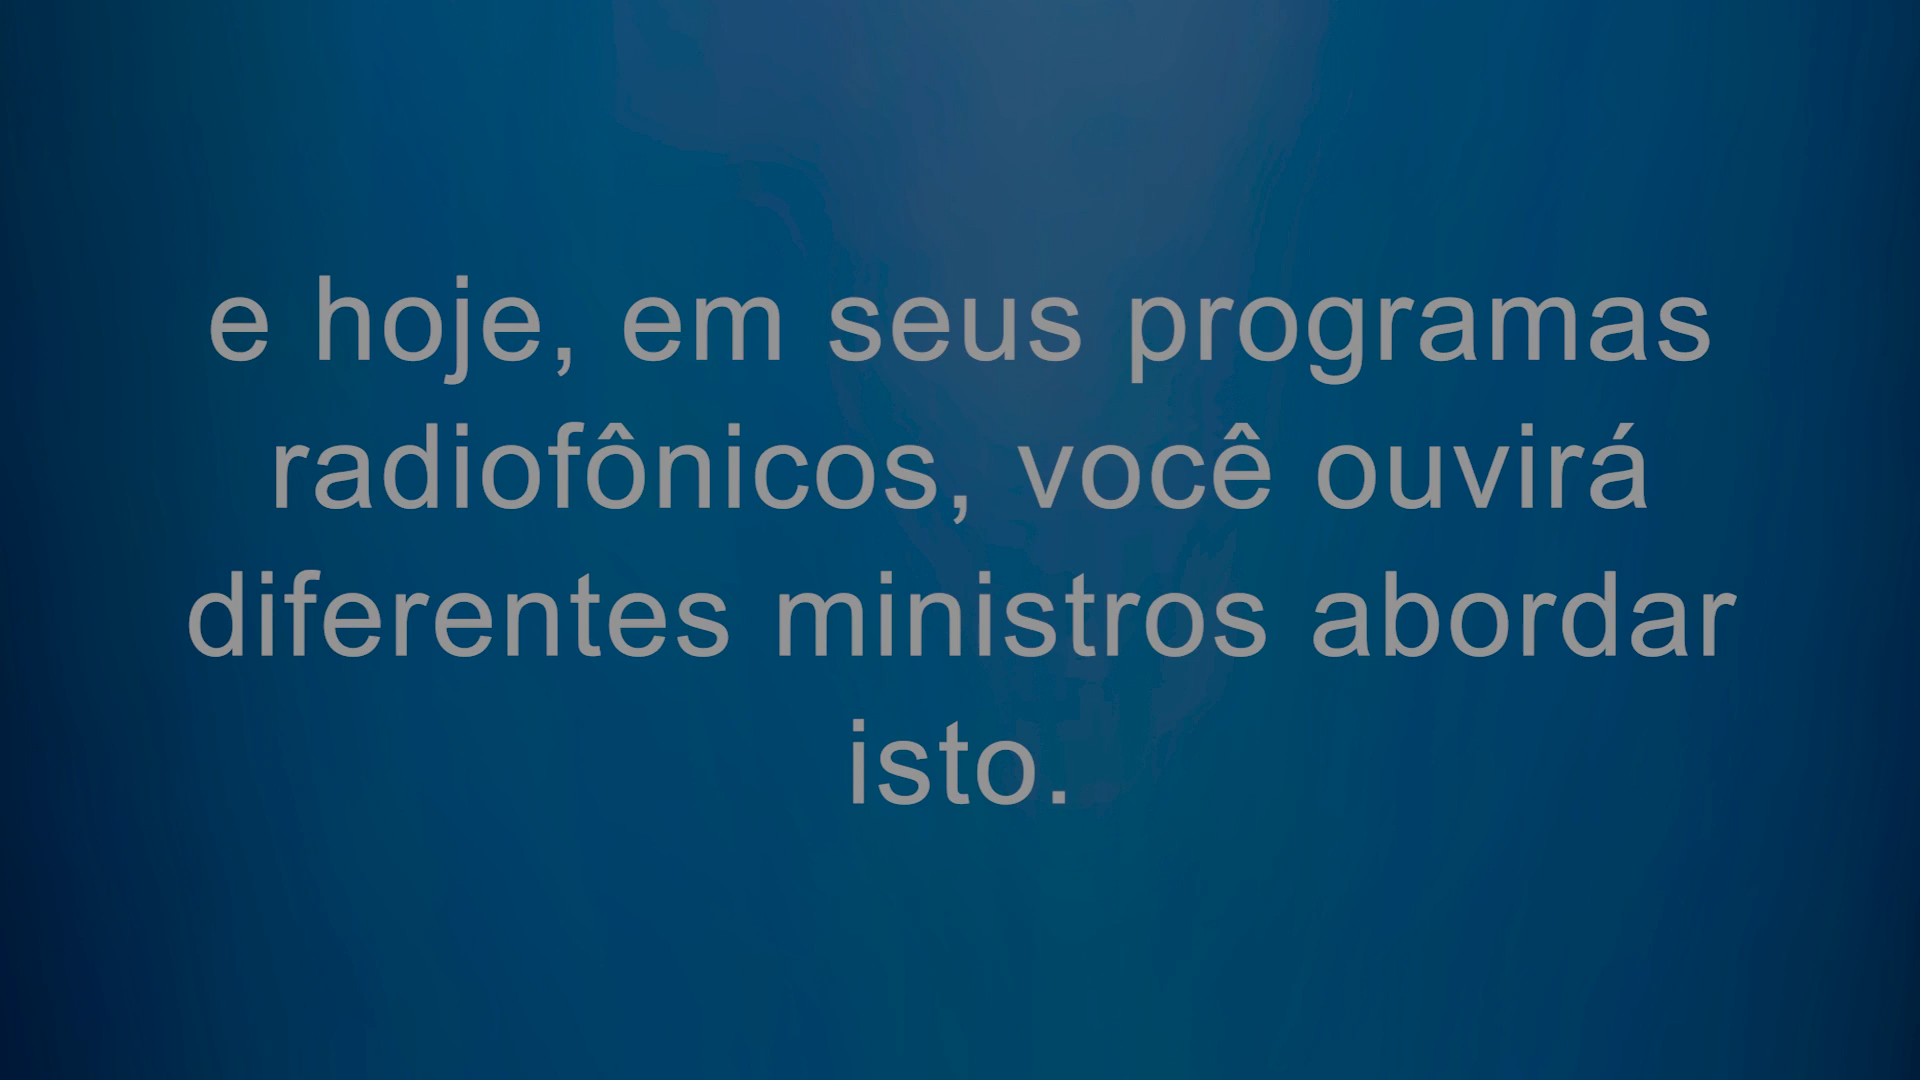 e hoje, em seus programas
radiofônicos, você ouvirá
diferentes ministros abordar
isto.